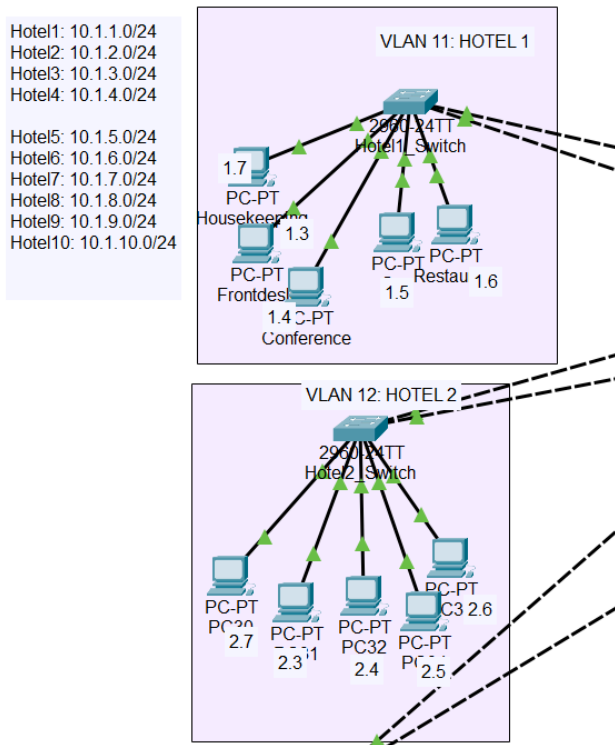 Hotel1: 10.1.1.0/24
Hotel2: 10.1.2.0/24
Hotel3: 10.1.3.0/24
Hotel4: 10.1.4.0/24
Hotel5: 10.1.5.0/24
Hotel6: 10.1.6.0/24
Hotel7: 10.1.7.0/24
Hotel8: 10.1.8.0/24
Hotel9: 10.1.9.0/24
Hotel10: 10.1.10.0/24
VLAN 11: HOTEL 1
2960-24TT
Hotel1_Switch
1.7
PC-PT
Housekeeping
1.3
PC-PT
Frontdesk
1.4
PC-PT
Conference
PC-PT
1.5
PC-PT
1.6
VLAN 12: HOTEL 2
2960-24TT
Hotel2_Switch
PC-PT
PC30
2.7
PC-PT
2.3
PC-PT
PC32
2.4
PC-PT
2.5
PC-PT
2.6